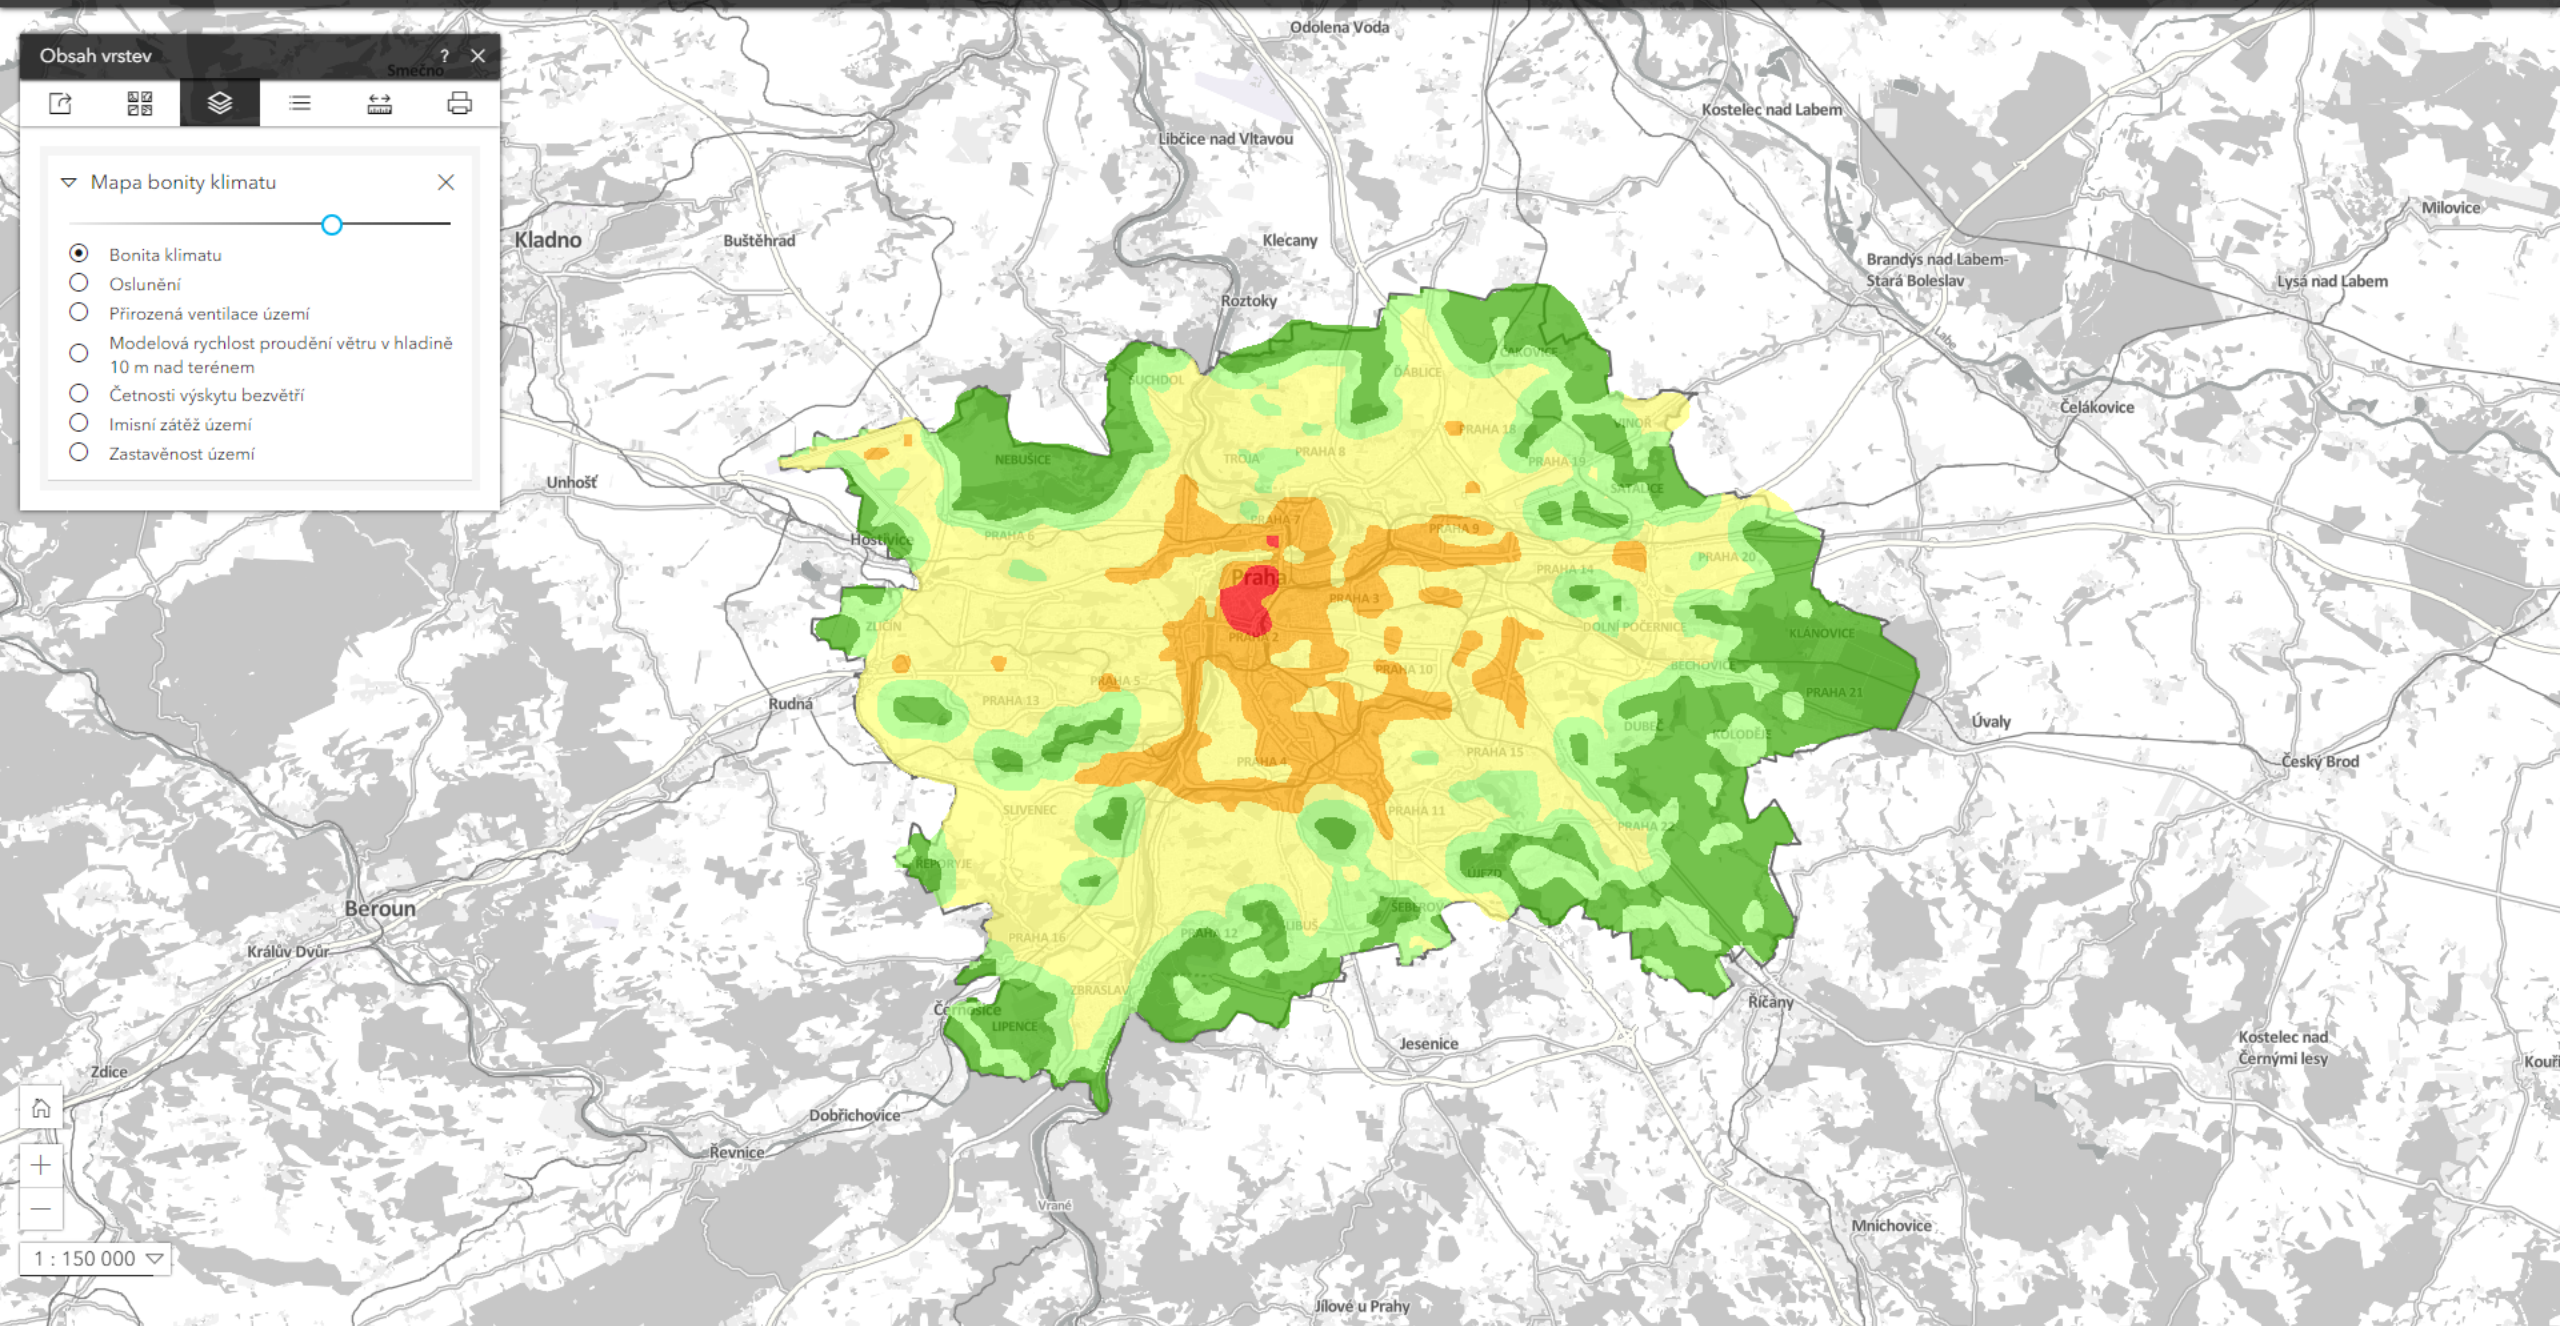 Obsah vrstev
?
Smečno
Mapa bonity klimatu
Bonita klimatu
Oslunění
Přirozená ventilace území
Modelová rychlost proudění větru v hladině
10 m nad terénem
Četnosti výskytu bezvětří
Imisní zátěž území
Zastavěnost území
Odolena Voda
Kostelec nad Labem
Libčice nad Vltavou
Milovice
Kladno
Buštěhrad
Klecany
Brandýs nad Labem-
Stará Boleslav
Lysá nad Labem
Roztoky
Labe
ČAKOVICE
ĎÁBLICE
SUCHDOL
Čelákovice
VINOŘ
PRAHA 18
PRAHA 8
TROJA
NEBUŠICE
PRAHA 19
SATALICE
Unhošť
PRAHA 7
PRAHA 9
PRAHA 6
Hostivice
PRAHA 20
PRAHA 14
Praha
PRAHA 3
ZLIČÍN
DOLNÍ POČERNICE
KLÁNOVICE
PRAHA 2
BĚCHOVICE
PRAHA 10
PRAHA 5
PRAHA 21
PRAHA 13
Rudná
Úvaly
DUBEČ
KOLODĚJE
PRAHA 15
PRAHA 4
Český Brod
SLIVENEC
PRAHA 11
PRAHA 22
ŘEPORYJE
ÚJEZD
Beroun
ŠEBEROV
LIBUŠ
PRAHA 12
PRAHA 16
Králův Dvůr
ZBRASLAV
Říčany
Černošice
LIPENCE
Jesenice
Kostelec nad
Černými lesy
Kouři
Zdice
Dobřichovice
Řevnice
Vrané
Mnichovice
1 : 150 000
Jílové u Prahy